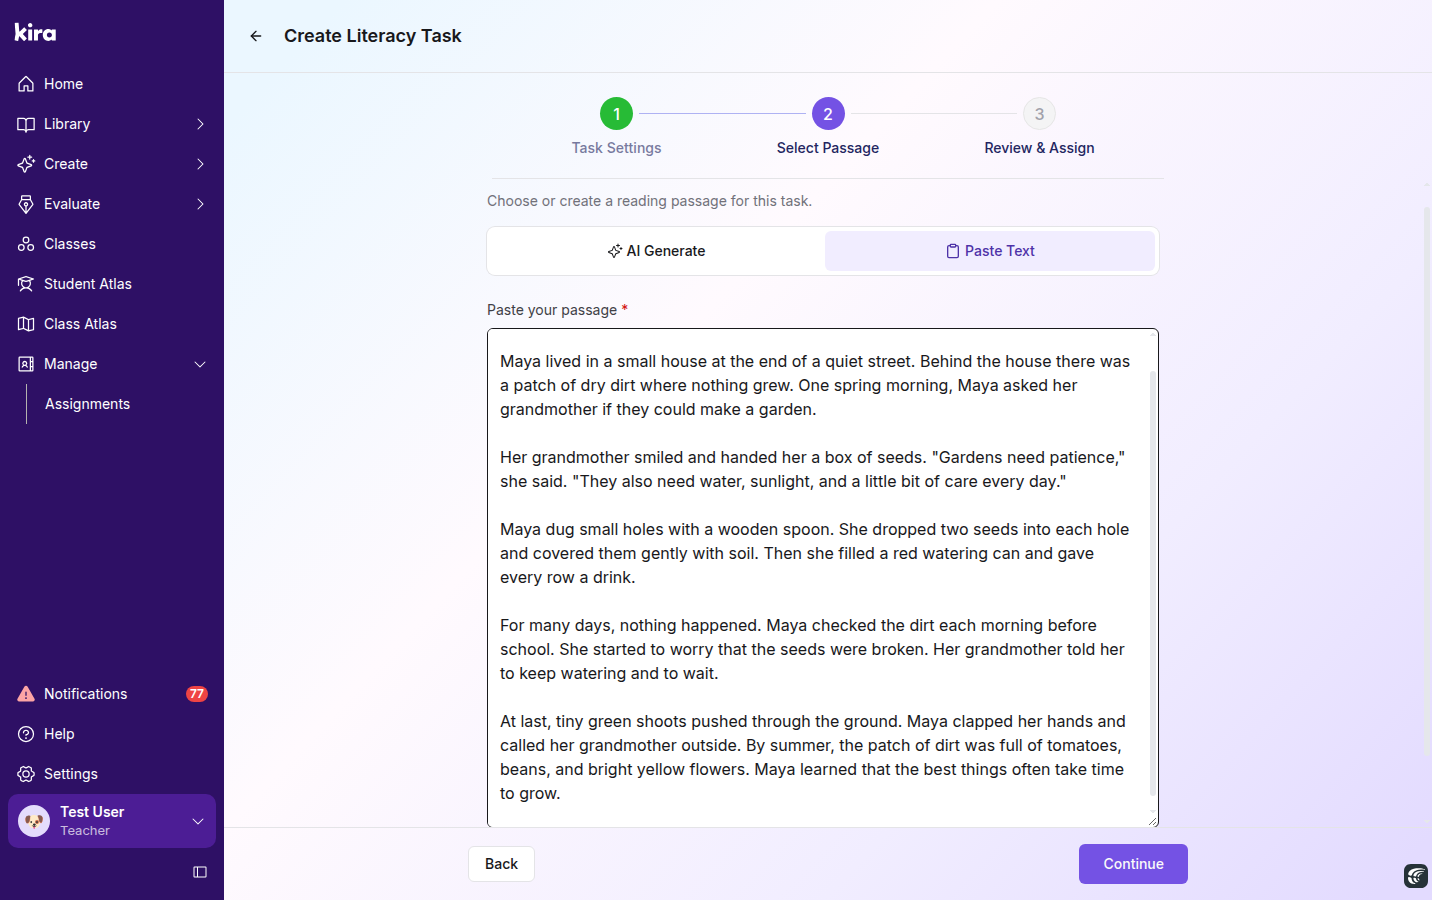 kira
Home
Library
Create
Evaluate
Classes
Student Atlas
Class Atlas
Manage
Assignments
Notifications
77
Help
Settings
Test User
Teacher
Create Literacy Task
1
2
3
Task Settings
Select Passage
Review & Assign
Choose or create a reading passage for this task.
AI Generate
Paste Text
Paste your passage *
Maya lived in a small house at the end of a quiet street. Behind the house there was
a patch of dry dirt where nothing grew. One spring morning, Maya asked her
grandmother if they could make a garden.
Her grandmother smiled and handed her a box of seeds. "Gardens need patience,"
she said. "They also need water, sunlight, and a little bit of care every day."
Maya dug small holes with a wooden spoon. She dropped two seeds into each hole
and covered them gently with soil. Then she filled a red watering can and gave
every row a drink.
For many days, nothing happened. Maya checked the dirt each morning before
school. She started to worry that the seeds were broken. Her grandmother told her
to keep watering and to wait.
At last, tiny green shoots pushed through the ground. Maya clapped her hands and
called her grandmother outside. By summer, the patch of dirt was full of tomatoes,
beans, and bright yellow flowers. Maya learned that the best things often take time
to grow.
Back
Continue